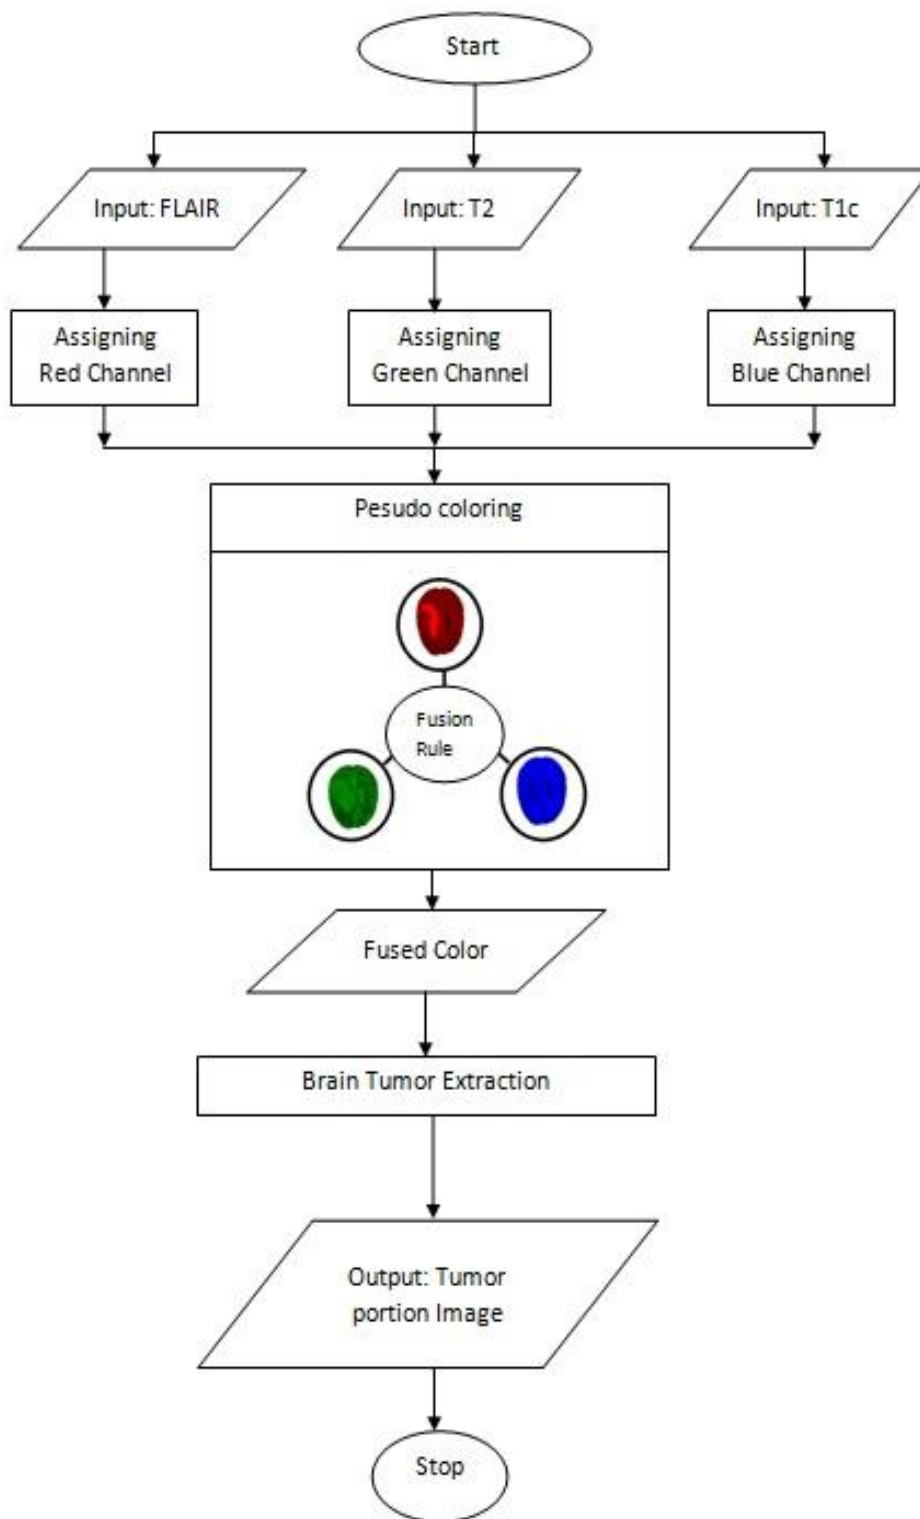 Start
Input: FLAIR
Input: T2
Input: T1c
Assigning
Red Channel
Assigning
Green Channel
Assigning
Blue Channel
Pesudo coloring
Fusion
Rule
Fused Color
Brain Tumor Extraction
Output: Tumor
portion Image
Stop